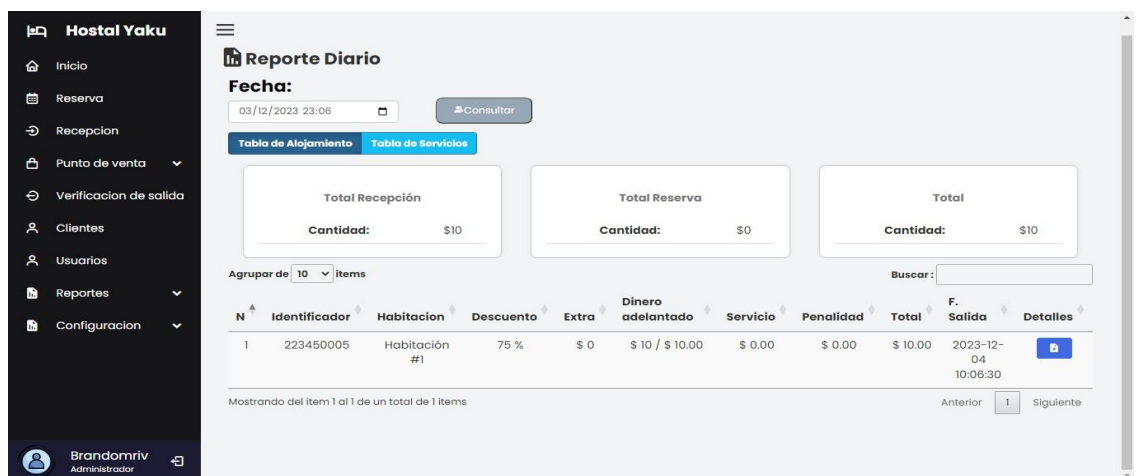 Hostal Yaku
Inicio
Reserva
Recepcion
Punto de venta
Verificacion de salida
Clientes
Usuarios
Reportes
Configuracion
Brandomriv
Administrador
Reporte Diario
Fecha:
03/12/2023 23:06
Consultar
Tabla de Alojamiento Tabla de Servicios
Total Recepción
Cantidad: $10
Total Reserva
Cantidad: $0
Total
Cantidad: $10
Agrupar de 10 items
Buscar:
N Identificador Habitacion Descuento Extra Dinero adelantado Servicio Penalidad Total F. Salida Detalles
1 223450005 Habitación #1 75 % $ 0 $ 10 / $ 10.00 $ 0.00 $ 0.00 $ 10.00 2023-12-04 10:06:30
Mostrando del item 1 al 1 de un total de 1 items
Anterior 1 Siguiente